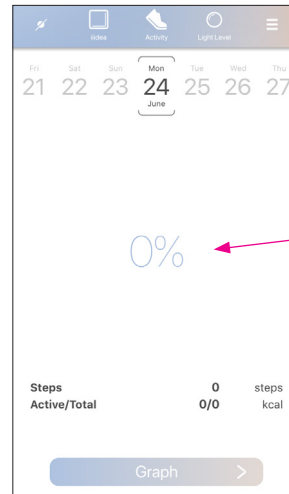 iidea Activity Light Level
Fri Sat Sun Mon Tue Wed Thu
21 22 23 24 25 26 27
June
0%
Steps 0 steps
Active/Total 0/0 kcal
Graph